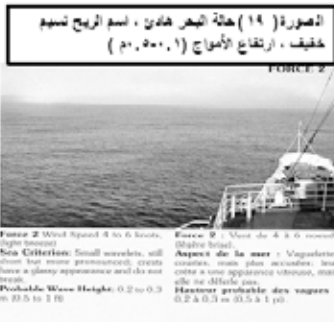 الصورة ( ١٩ ) حالة البحر هادئ ، اسم الريح نسيم
خفيف ، ارتفاع الأمواج (٠.١-٠.٥م )
FORCE 2
Force 2 Wind Speed 4 to 6 knots,
(light breeze)
Sea Criterion: Small wavelets, still
short but more pronounced; crests
have a glassy appearance and do not
break.
Probable Wave Height: 0.2 to 0.3
m (0.5 to 1 ft)
Force 2 : Vent de 4 à 6 noeuds
(légère brise).
Aspect de la mer : Vaguelettes
courtes, mais plus accusées; leur
crête a une apparence vitreuse, mais
elle ne déferle pas.
Hauteur probable des vagues :
0.2 à 0.3 m (0.5 à 1 pi)